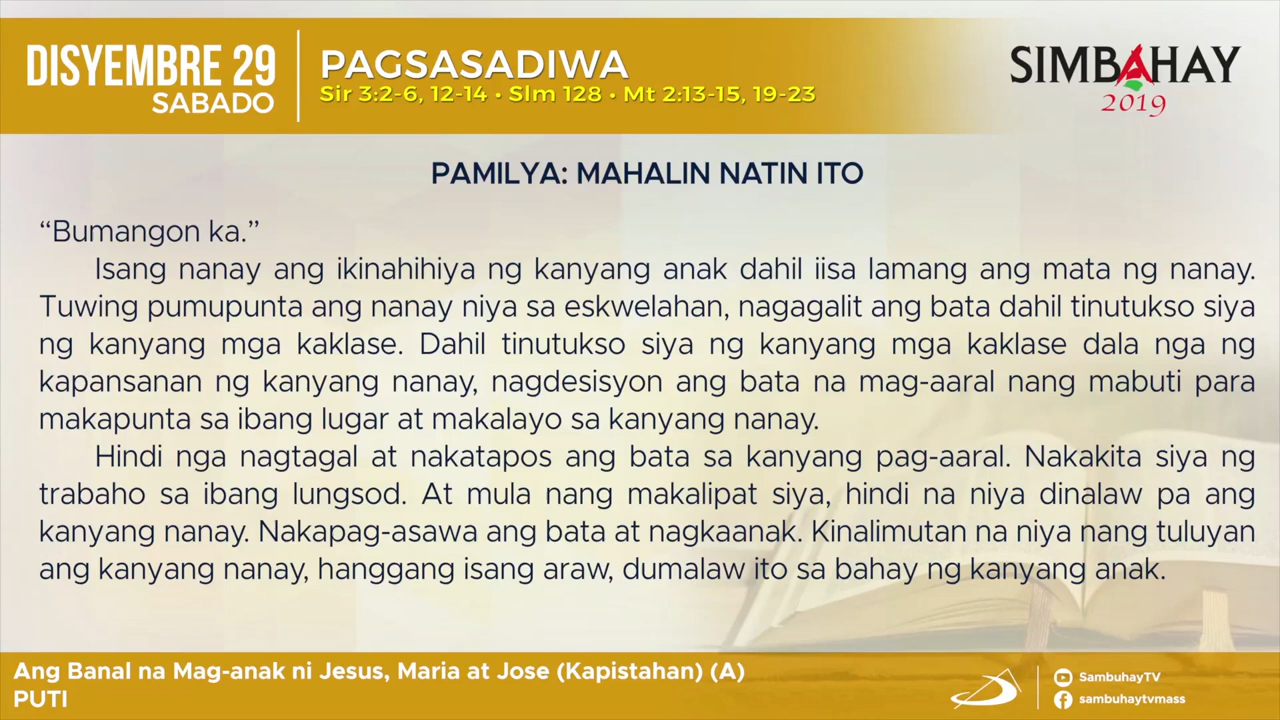 DISYEMBRE 29
SABADO
PAGSASADIWA
Sir 3:2-6, 12-14 • Slm 128 • Mt 2:13-15, 19-23
SIMBAHAY
2019
PAMILYA: MAHALIN NATIN ITO
“Bumangon ka.”
Isang nanay ang ikinahihiya ng kanyang anak dahil iisa lamang ang mata ng nanay.
Tuwing pumupunta ang nanay niya sa eskwelahan, nagagalit ang bata dahil tinutukso siya
ng kanyang mga kaklase. Dahil tinutukso siya ng kanyang mga kaklase dala nga ng
kapansanan ng kanyang nanay, nagdesisyon ang bata na mag-aaral nang mabuti para
makapunta sa ibang lugar at makalayo sa kanyang nanay.
Hindi nga nagtagal at nakatapos ang bata sa kanyang pag-aaral. Nakakita siya ng
trabaho sa ibang lungsod. At mula nang makalipat siya, hindi na niya dinalaw pa ang
kanyang nanay. Nakapag-asawa ang bata at nagkaanak. Kinalimutan na niya nang tuluyan
ang kanyang nanay, hanggang isang araw, dumalaw ito sa bahay ng kanyang anak.
Ang Banal na Mag-anak ni Jesus, Maria at Jose (Kapistahan) (A)
PUTI
SambuhayTV
sambuhaytvmass